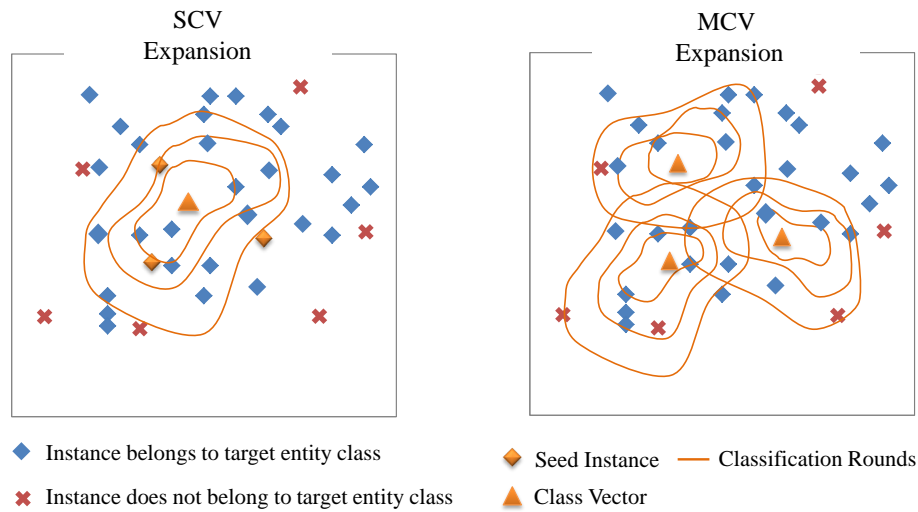 SCV
Expansion
MCV
Expansion
Instance belongs to target entity class
Instance does not belong to target entity class
Seed Instance
Classification Rounds
Class Vector